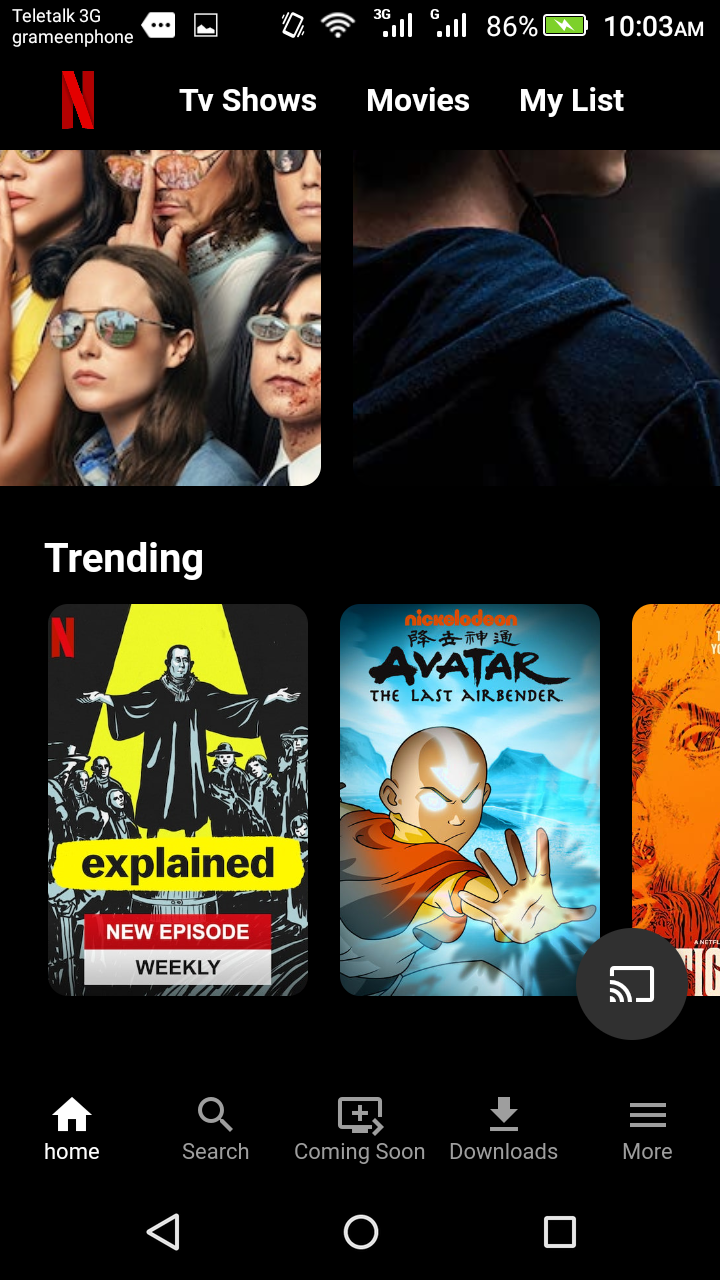 Teletalk 3G
grameenphone
3G
G
86%
10:03AM
N
Tv Shows
Movies
My List
Trending
N
explained
NEW EPISODE
WEEKLY
nickelodeon
降去神通
AVATAR
THE LAST AIRBENDER
home
Search
Coming Soon
Downloads
More